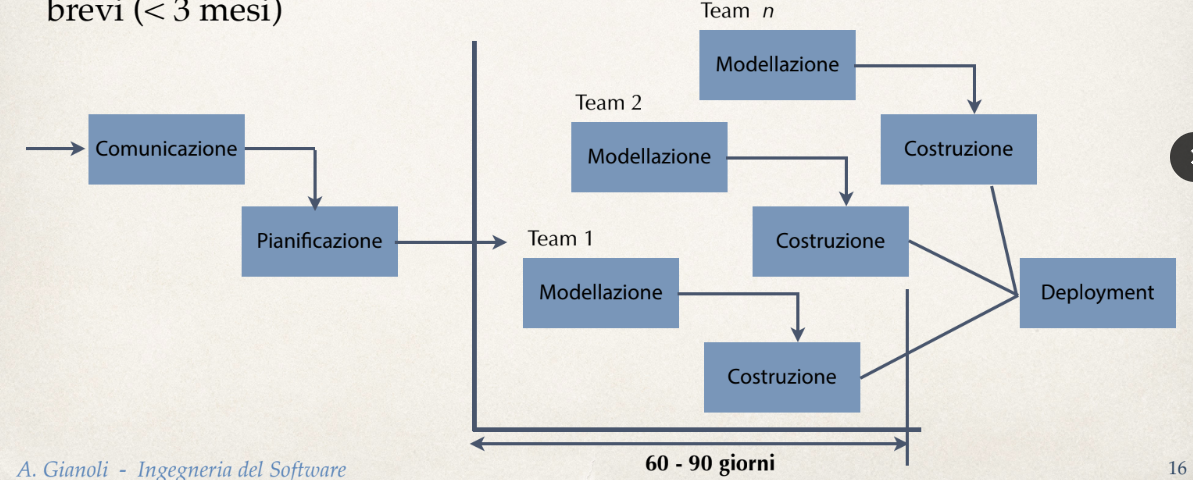 brevi (< 3 mesi)
Team n
Modellazione
Team 2
Comunicazione
Modellazione
Costruzione
Pianificazione
Team 1
Costruzione
Modellazione
Deployment
Costruzione
60 - 90 giorni
A. Gianoli - Ingegneria del Software
16